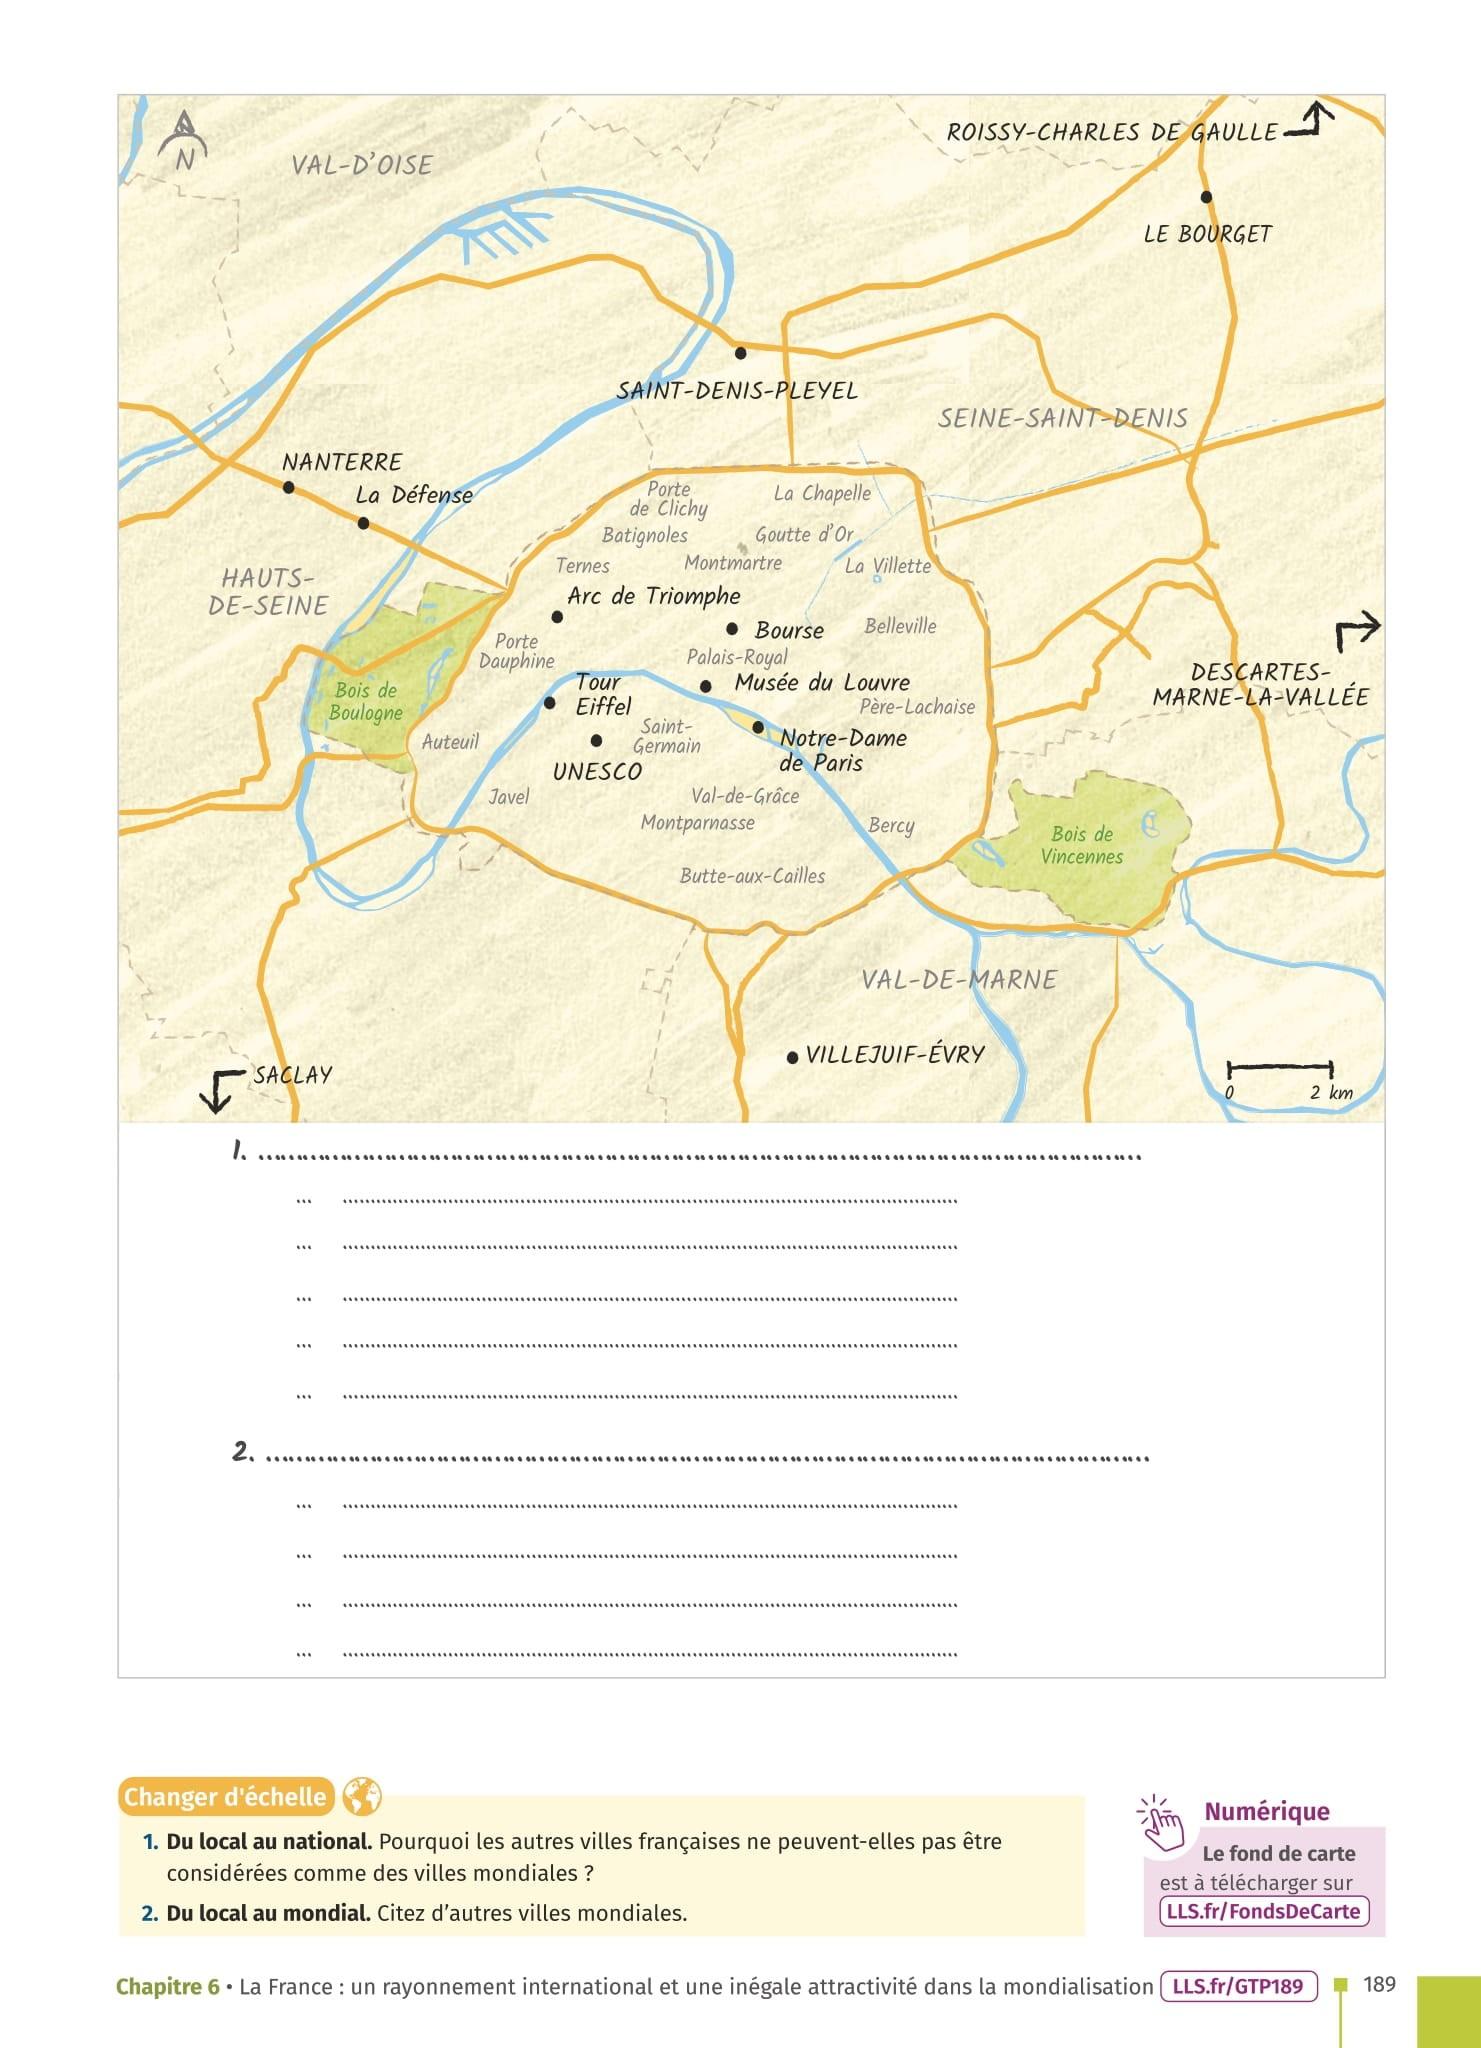 ROISSY-CHARLES DE GAULLE
N
VAL-D'OISE
LE BOURGET
SAINT-DENIS-PLEYEL
SEINE-SAINT-DENIS
NANTERRE
La Défense
Porte
de Clichy
La Chapelle
Batignoles
Goutte d'Or
Ternes
Montmartre
La Villette
HAUTS-
DE-SEINE
Arc de Triomphe
Bourse
Belleville
Porte
Dauphine
Palais-Royal
DESCARTES-
MARNE-LA-VALLÉE
Tour
Eiffel
Musée du Louvre
Bois de
Boulogne
Père-Lachaise
Saint-
Germain
Auteuil
Notre-Dame
de Paris
UNESCO
Javel
Val-de-Grâce
Montparnasse
Bercy
Bois de
Vincennes
Butte-aux-Cailles
VAL-DE-MARNE
VILLEJUIF-ÉVRY
SACLAY
0 2 km
1. ...
... ...
... ...
... ...
... ...
... ...
2. ...
... ...
... ...
... ...
... ...
Changer d'échelle
1. Du local au national. Pourquoi les autres villes françaises ne peuvent-elles pas être
considérées comme des villes mondiales ?
2. Du local au mondial. Citez d'autres villes mondiales.
Numérique
Le fond de carte
est à télécharger sur
LLS.fr/FondsDeCarte
Chapitre 6 • La France : un rayonnement international et une inégale attractivité dans la mondialisation LLS.fr/GTP189 189